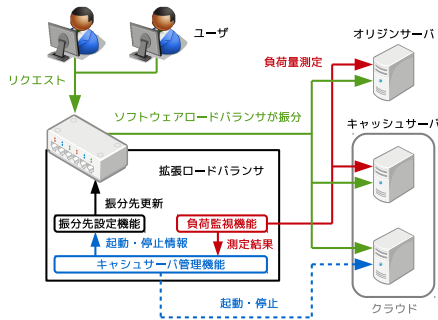 ユーザ
オリジンサーバ
負荷量測定
リクエスト
ソフトウェアロードバランサが振分
キャッシュサーバ
拡張ロードバランサ
振分先更新
振分先設定機能
負荷監視機能
起動・停止情報
測定結果
キャシュサーバ管理機能
起動・停止
クラウド